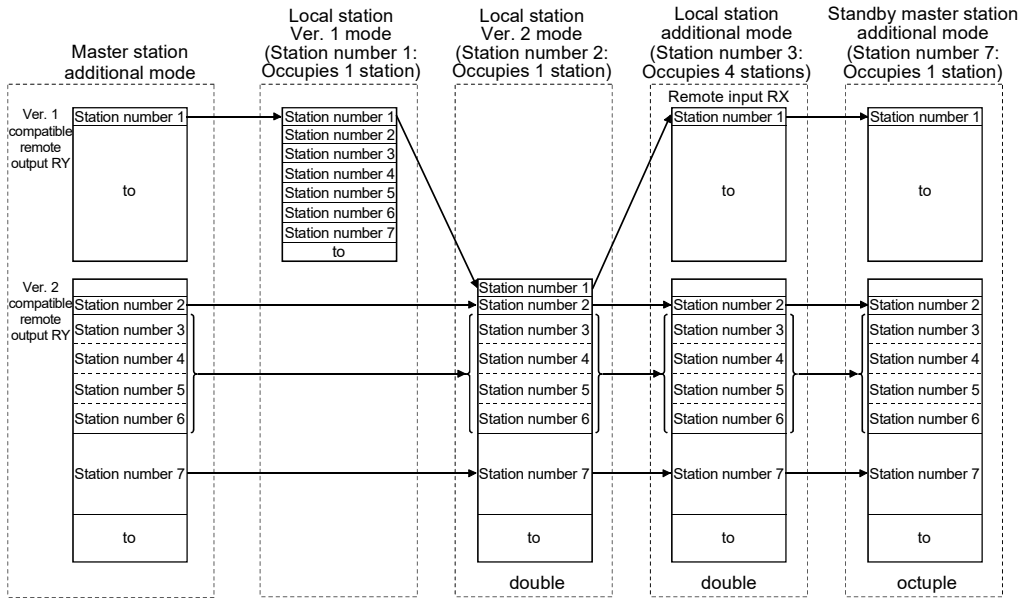 Master station
additional mode
Local station
Ver. 1 mode
(Station number 1:
Occupies 1 station)
Local station
Ver. 2 mode
(Station number 2:
Occupies 1 station)
Local station
additional mode
(Station number 3:
Occupies 4 stations)
Standby master station
additional mode
(Station number 7:
Occupies 1 station)
Ver. 1
compatible
remote
output RY
Station number 1
to
Station number 1
Station number 2
Station number 3
Station number 4
Station number 5
Station number 6
Station number 7
to
Remote input RX
Station number 1
to
Station number 1
to
Ver. 2
compatible
remote
output RY
Station number 2
Station number 3
Station number 4
Station number 5
Station number 6
Station number 7
to
Station number 1
Station number 2
Station number 3
Station number 4
Station number 5
Station number 6
Station number 7
to
double
Station number 2
Station number 3
Station number 4
Station number 5
Station number 6
Station number 7
to
double
Station number 2
Station number 3
Station number 4
Station number 5
Station number 6
Station number 7
to
octuple